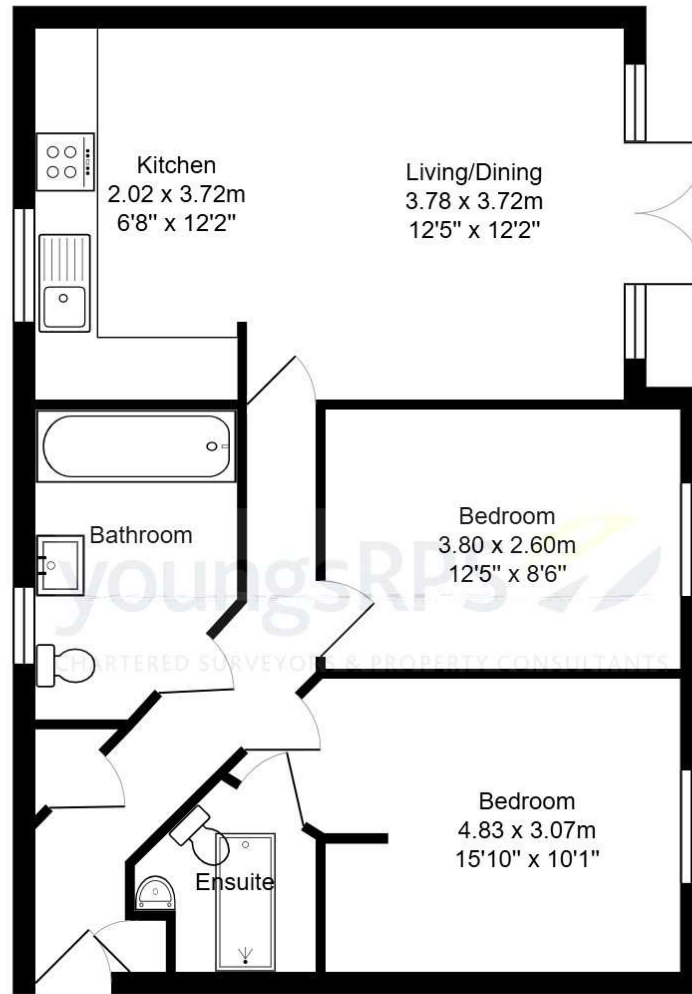 Kitchen
2.02 x 3.72m
6'8" x 12'2"
Living/Dining
3.78 x 3.72m
12'5" x 12'2"
Bedroom
3.80 x 2.60m
12'5" x 8'6"
Bathroom
youngsRPS
CHARTERED SURVEYORS & PROPERTY CONSULTANTS
Bedroom
4.83 x 3.07m
15'10" x 10'1"
Ensuite